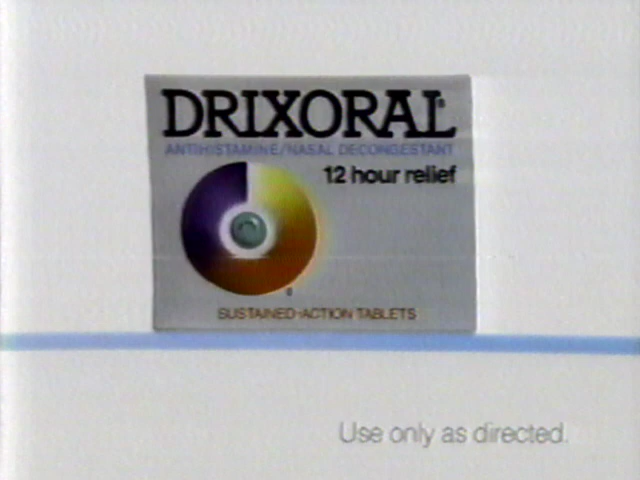 DRIXORAL®
ANTIHISTAMINE/NASAL DECONGESTANT
12 hour relief
®
SUSTAINED-ACTION TABLETS
Use only as directed.